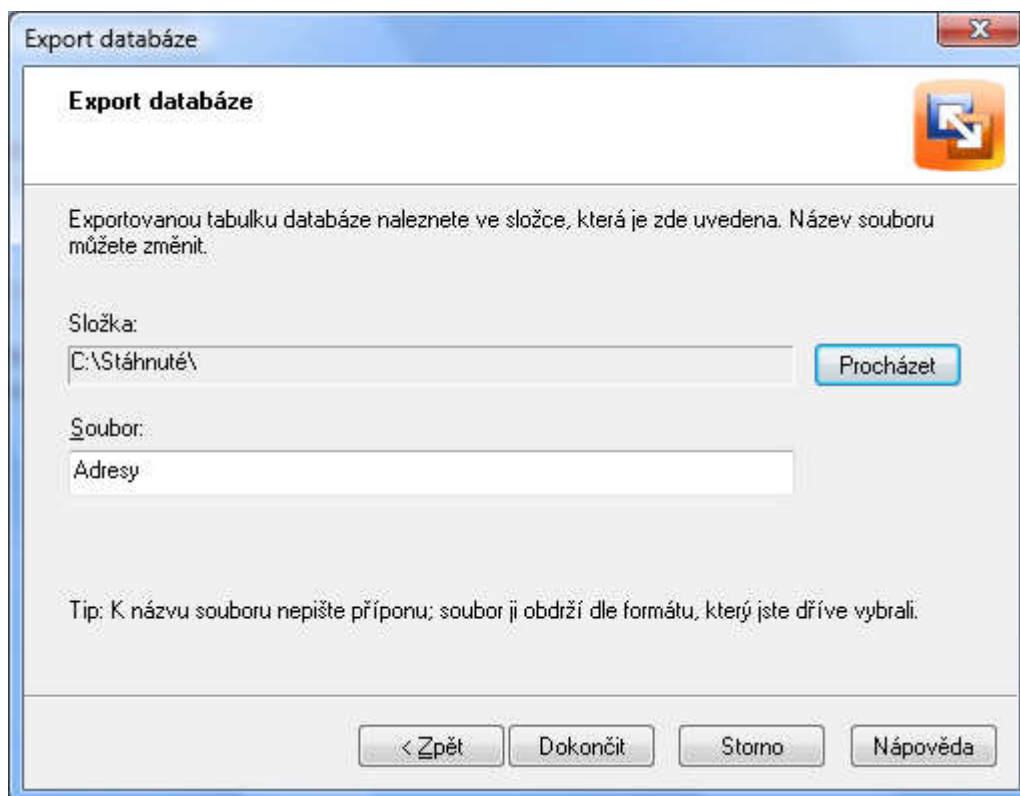 Export databáze
Export databáze
Exportovanou tabulku databáze naleznete ve složce, která je zde uvedena. Název souboru
můžete změnit.
Složka:
C:\Stáhnuté\
Procházet
Soubor:
Adresy
Tip: K názvu souboru nepište příponu; soubor ji obdrží dle formátu, který jste dříve vybrali.
< Zpět
Dokončit
Storno
Nápověda